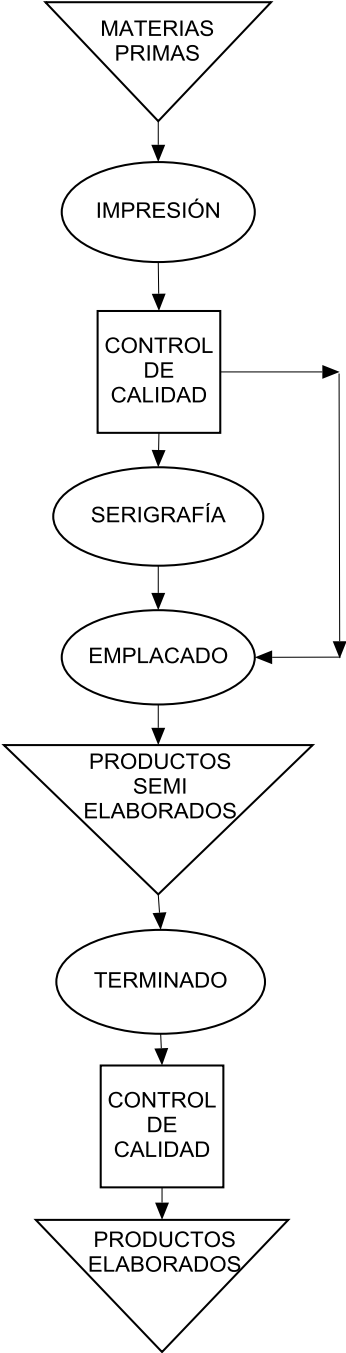 MATERIAS
PRIMAS
IMPRESIÓN
CONTROL
DE
CALIDAD
SERIGRAFÍA
EMPLACADO
PRODUCTOS
SEMI
ELABORADOS
TERMINADO
CONTROL
DE
CALIDAD
PRODUCTOS
ELABORADOS